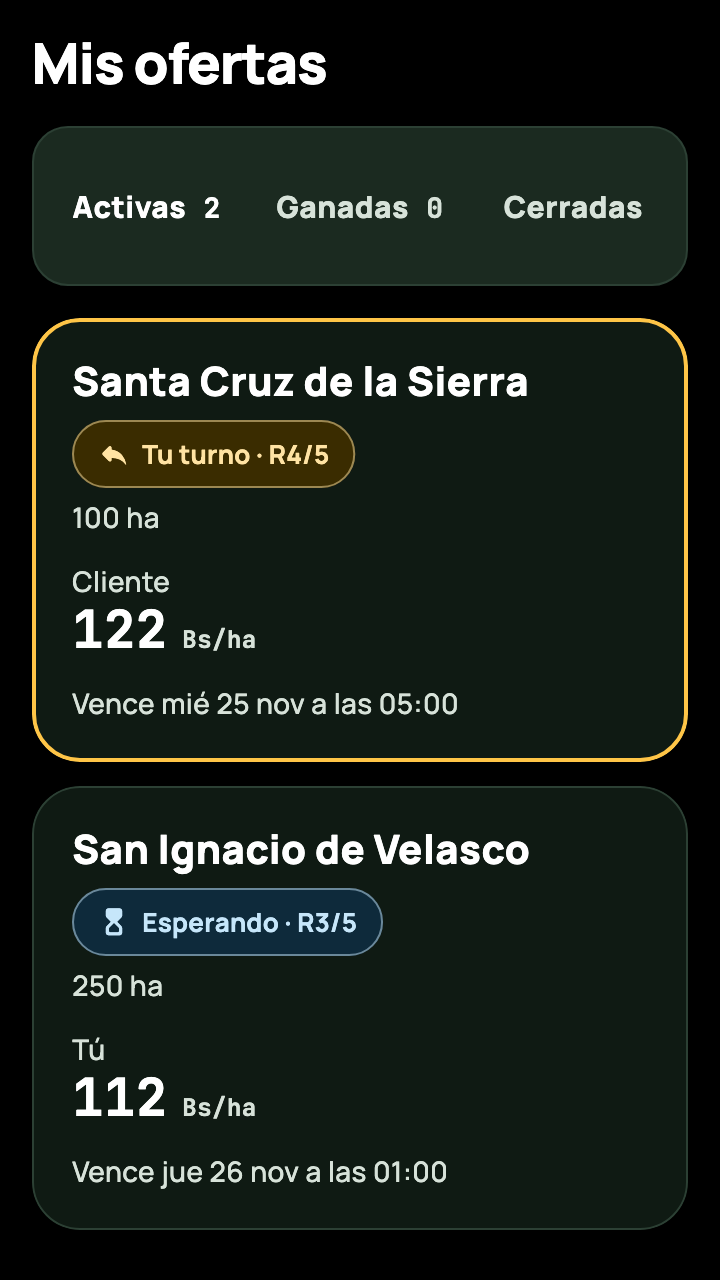 Mis ofertas
Activas 2 Ganadas 0 Cerradas
Santa Cruz de la Sierra
Tu turno · R4/5
100 ha
Cliente
122 Bs/ha
Vence mié 25 nov a las 05:00
San Ignacio de Velasco
Esperando · R3/5
250 ha
Tú
112 Bs/ha
Vence jue 26 nov a las 01:00